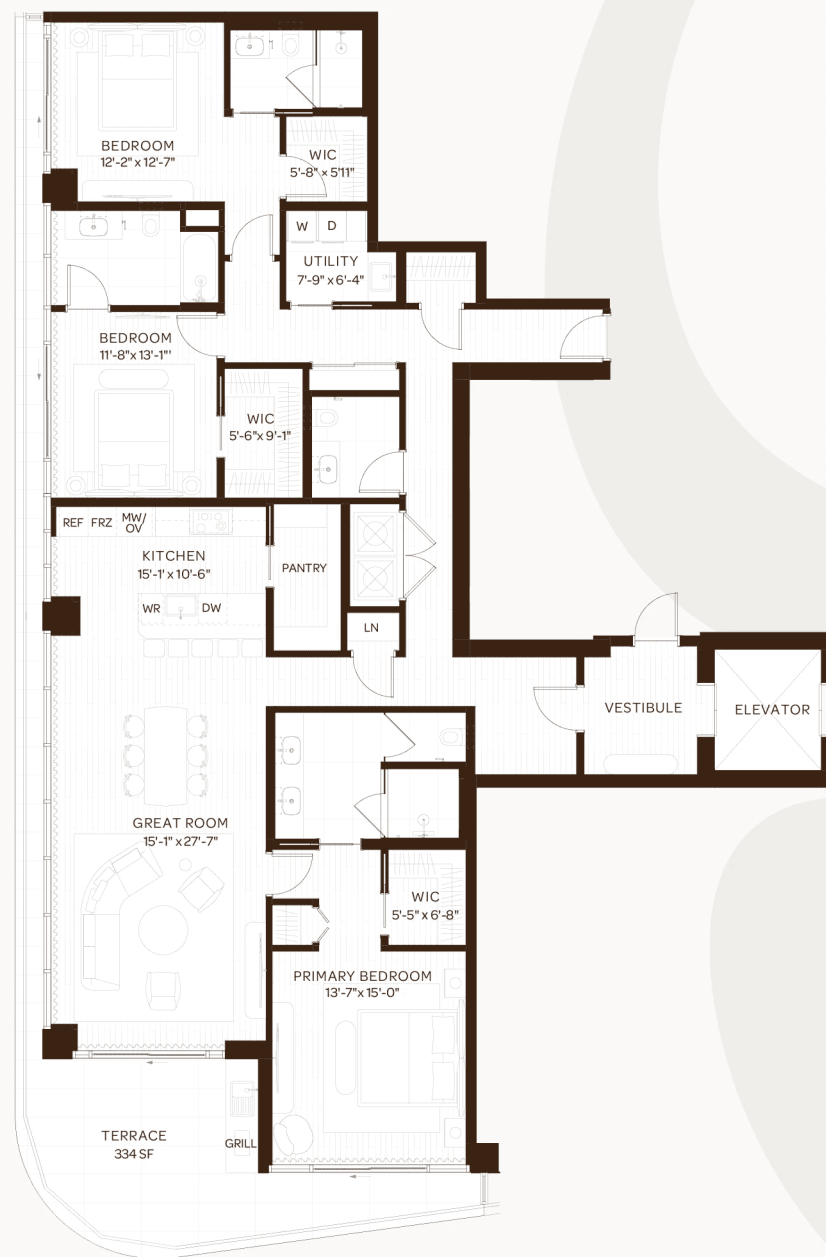 BEDROOM
12'-2" x 12'-7"
WIC
5'-8" x 5'11"
W D
UTILITY
7'-9" x 6'-4"
BEDROOM
11'-8" x 13'-1"'
WIC
5'-6" x 9'-1"
REF FRZ MW/
OV
KITCHEN
15'-1' x 10'-6"
PANTRY
WR DW
LN
VESTIBULE
ELEVATOR
GREAT ROOM
15'-1" x 27'-7"
WIC
5'-5" x 6'-8"
PRIMARY BEDROOM
13'-7" x 15'-0"
TERRACE
334 SF
GRILL